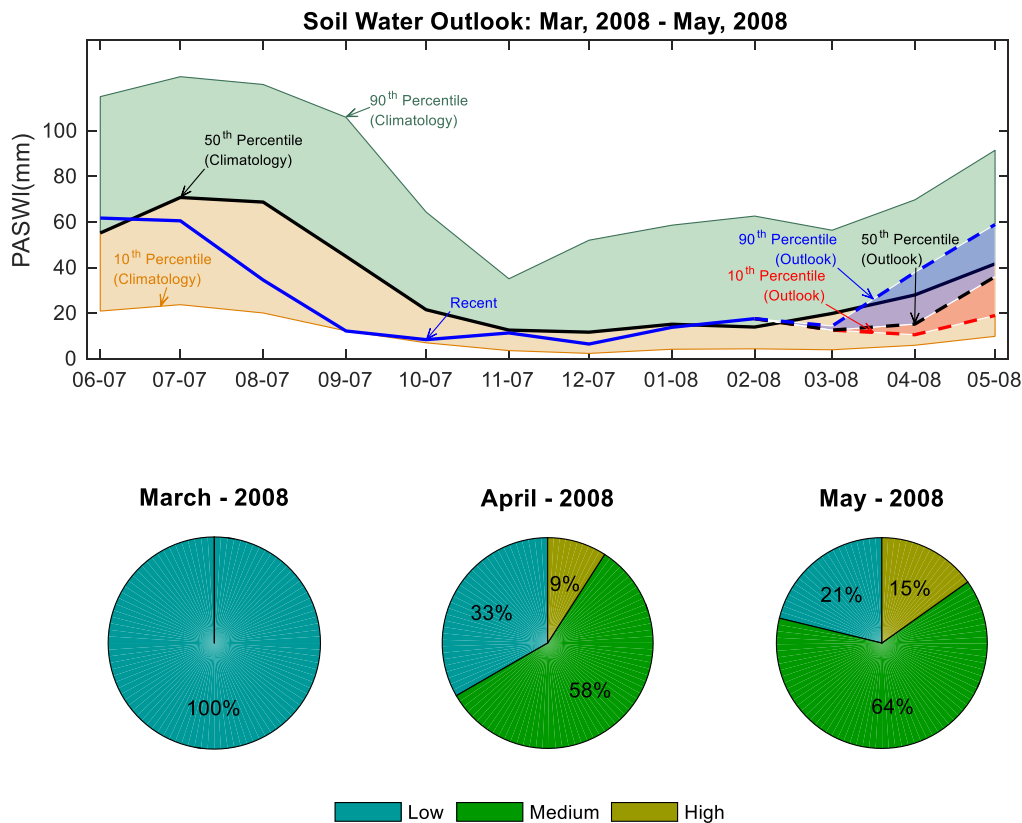 Soil Water Outlook: Mar, 2008 - May, 2008
PASWI(mm)
100
80
60
40
20
0
90th Percentile
(Climatology)
50th Percentile
(Climatology)
10th Percentile
(Climatology)
Recent
90th Percentile
(Outlook)
50th Percentile
(Outlook)
10th Percentile
(Outlook)
06-07 07-07 08-07 09-07 10-07 11-07 12-07 01-08 02-08 03-08 04-08 05-08
March - 2008
100%
April - 2008
9%
33%
58%
May - 2008
21%
15%
64%
Low Medium High